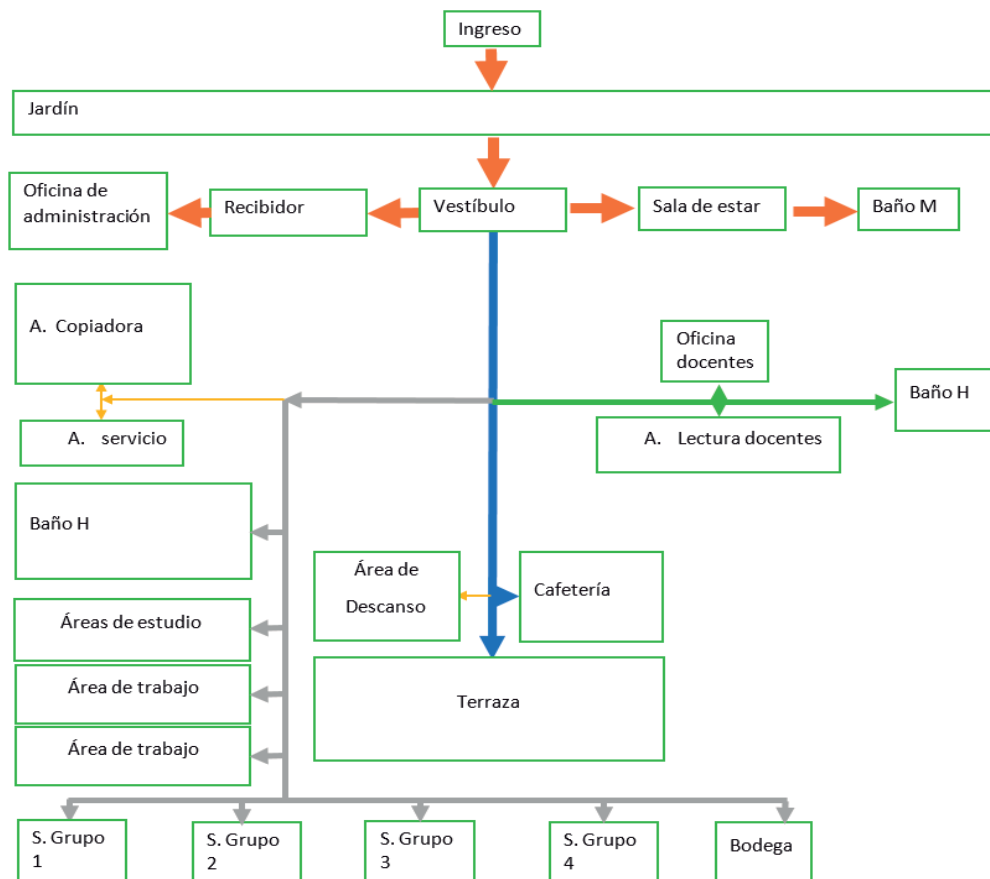 Ingreso
Jardín
Oficina de
administración
Recibidor
Vestíbulo
Sala de estar
Baño M
A. Copiadora
Oficina
docentes
Baño H
A. servicio
A. Lectura docentes
Baño H
Área de
Descanso
Cafetería
Áreas de estudio
Área de trabajo
Terraza
Área de trabajo
S. Grupo
1
S. Grupo
2
S. Grupo
3
S. Grupo
4
Bodega